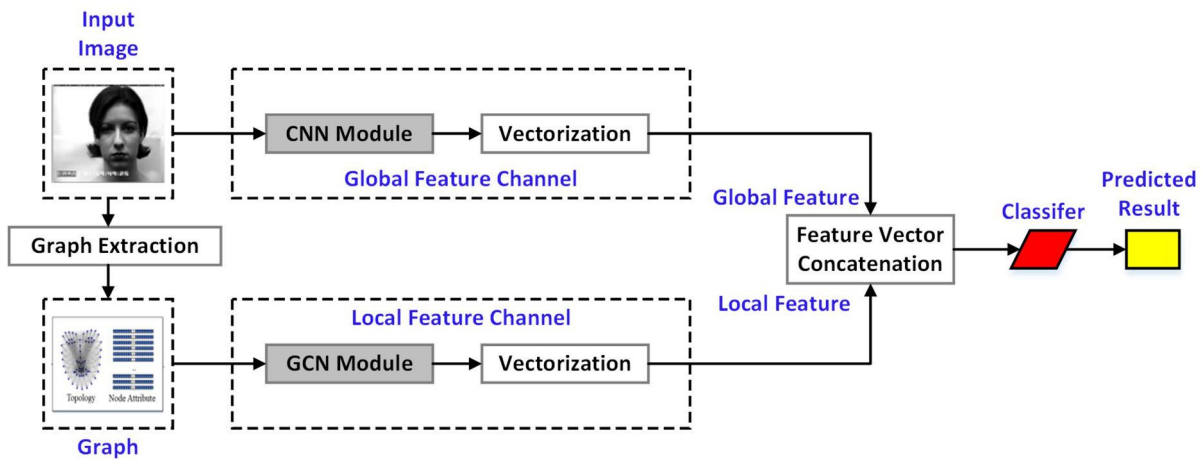 Input
Image
CNN Module
Vectorization
Global Feature Channel
Graph Extraction
Global Feature
Feature Vector
Concatenation
Local Feature
Classifer
Predicted
Result
Local Feature Channel
GCN Module
Vectorization
Topology
Node Attribute
Graph